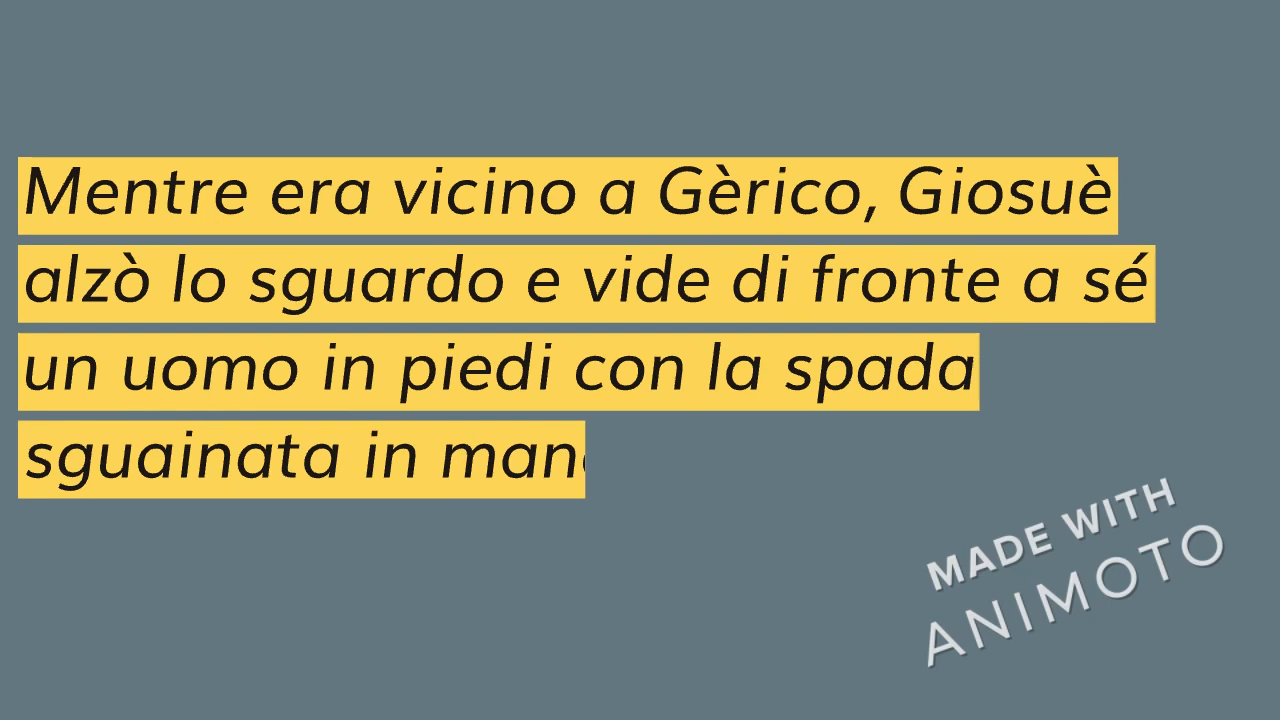 Mentre era vicino a Gèrico, Giosuè
alzò lo sguardo e vide di fronte a sé
un uomo in piedi con la spada
sguainata in man
MADE WITH
ANIMOTO